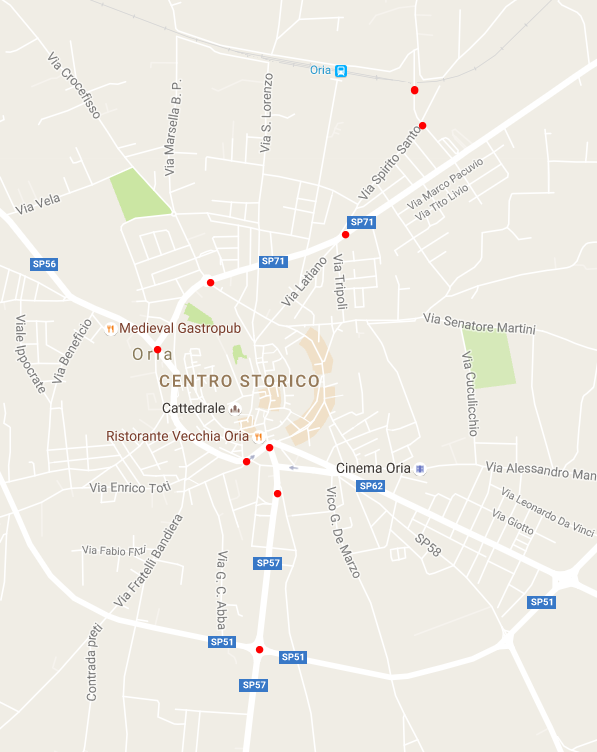 Oria
Via Crocefisso
Via Marsella B. P.
Via S. Lorenzo
Via Spirito Santo
Via Marco Pacuvio
Via Tito Livio
Via Vela
SP71
SP56
SP71
Via Latiano
Via Tripoli
Viale Ippocrate
Via Beneficio
Medieval Gastropub
Oria
Via Senatore Martini
Via Cuculicchio
CENTRO STORICO
Cattedrale
Ristorante Vecchia Oria
Cinema Oria
Via Alessandro Man
Via Enrico Toti
SP62
Via Leonardo Da Vinci
Via Giotto
Vico G. De Marzo
SP58
Via Fabio Filzi
Via Fratelli Bandiera
Via G. C. Abba
SP57
SP51
Contrada preti
SP51
SP51
SP57